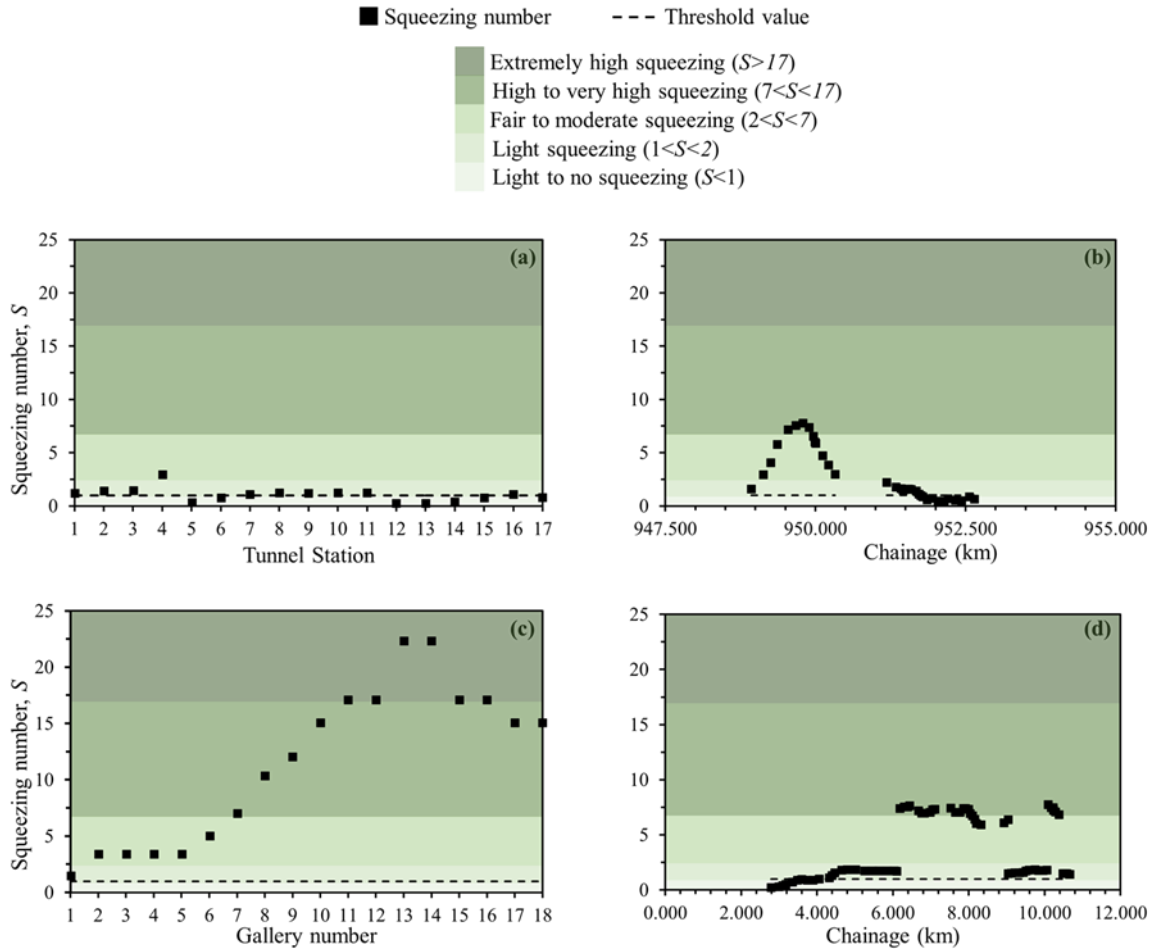 Squeezing number Threshold value
Extremely high squeezing (S>17)
High to very high squeezing (7<S<17)
Fair to moderate squeezing (2<S<7)
Light squeezing (1<S<2)
Light to no squeezing (S<1)
(a)
Squeezing number, S
25
20
15
10
5
0
1 2 3 4 5 6 7 8 9 10 11 12 13 14 15 16 17
Tunnel Station
(b)
25
20
15
10
5
0
947.500 950.000 952.500 955.000
Chainage (km)
(c)
Squeezing number, S
25
20
15
10
5
0
1 2 3 4 5 6 7 8 9 10 11 12 13 14 15 16 17 18
Gallery number
(d)
25
20
15
10
5
0
0.000 2.000 4.000 6.000 8.000 10.000 12.000
Chainage (km)